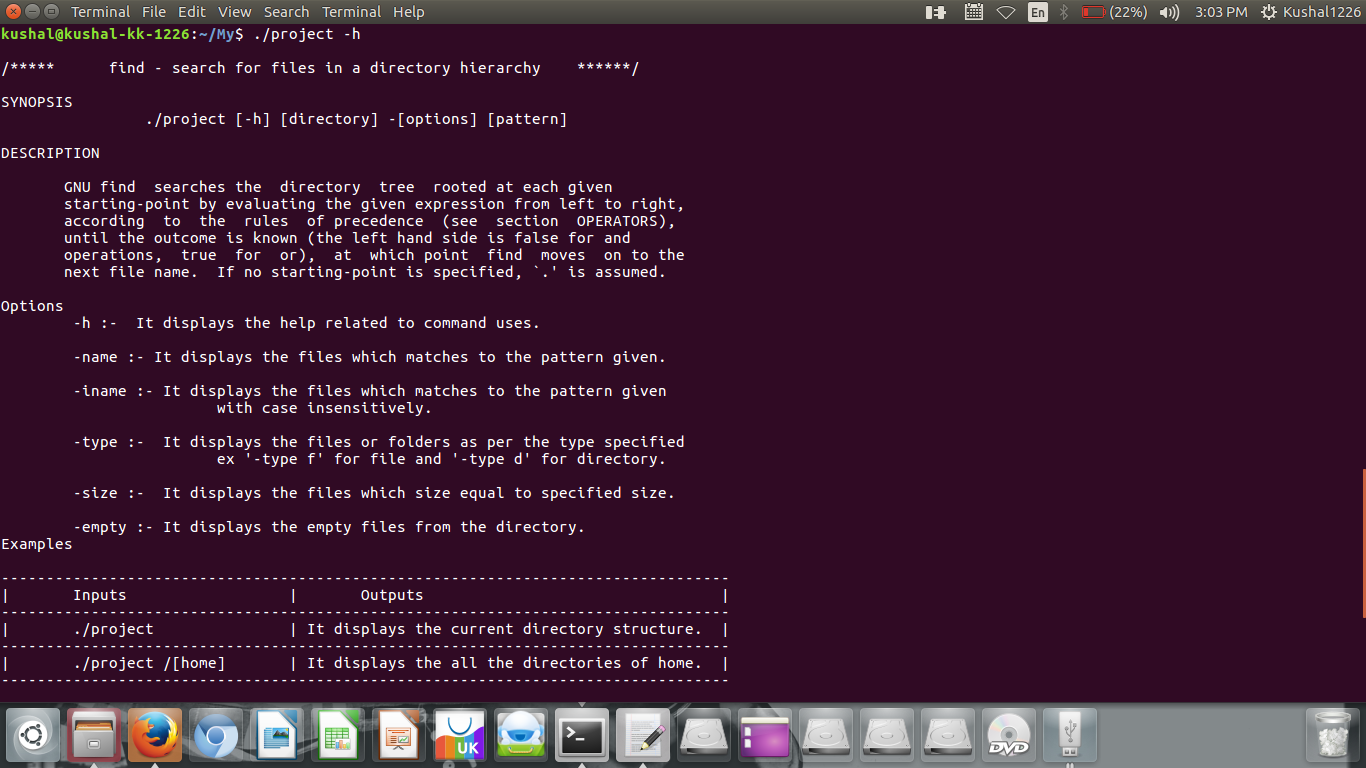 Terminal File Edit View Search Terminal Help En (22%) 3:03 PM Kushal1226
kushal@kushal-kk-1226:~/My$ ./project -h
/***** find - search for files in a directory hierarchy ******/
SYNOPSIS
./project [-h] [directory] -[options] [pattern]
DESCRIPTION
GNU find searches the directory tree rooted at each given
starting-point by evaluating the given expression from left to right,
according to the rules of precedence (see section OPERATORS),
until the outcome is known (the left hand side is false for and
operations, true for or), at which point find moves on to the
next file name. If no starting-point is specified, `.' is assumed.
Options
-h :- It displays the help related to command uses.
-name :- It displays the files which matches to the pattern given.
-iname :- It displays the files which matches to the pattern given
with case insensitively.
-type :- It displays the files or folders as per the type specified
ex '-type f' for file and '-type d' for directory.
-size :- It displays the files which size equal to specified size.
-empty :- It displays the empty files from the directory.
Examples
---------------------------------------------------------------------------------
| Inputs | Outputs |
---------------------------------------------------------------------------------
| ./project | It displays the current directory structure. |
---------------------------------------------------------------------------------
| ./project /[home] | It displays the all the directories of home. |
---------------------------------------------------------------------------------
UK
DVD